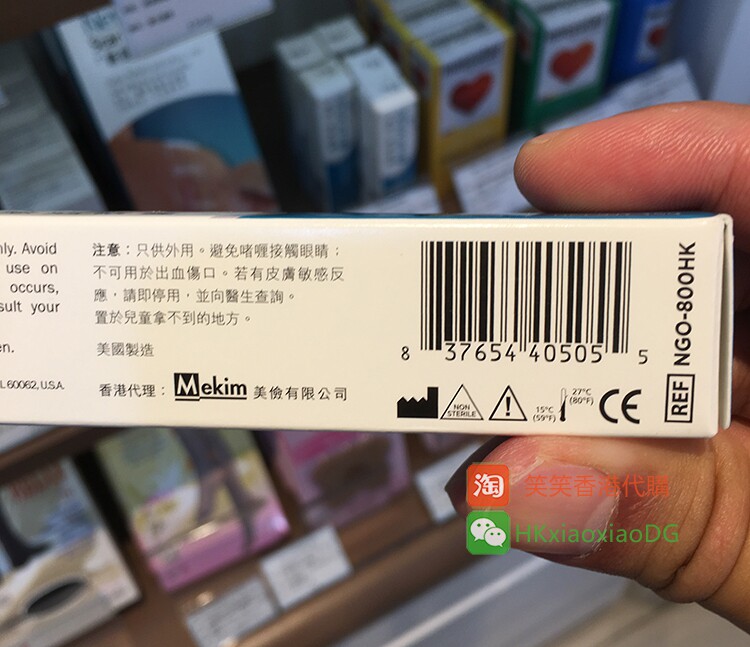 nly. Avoid
use on
occurs,
sult your
en.
L 60062, U.S.A.
注意：只供外用。避免啫喱接觸眼睛；
不可用於出血傷口。若有皮膚敏感反
應，請即停用，並向醫生查詢。
置於兒童拿不到的地方。
美國製造
香港代理：Mekim 美儉有限公司
8 37654 40505 5
NON
STERILE
15°C
(59°F)
27°C
(80°F)
CE
REF NGO-800HK
淘 笑笑香港代購
HKxiaoxiaoDG